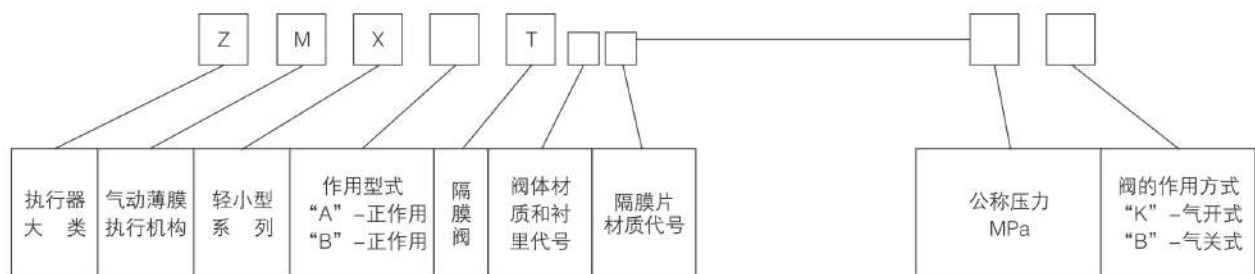 Z M X T
执行器
大 类
气动薄膜
执行机构
轻小型
系 列
作用型式
“A”–正作用
“B”–正作用
隔
膜
阀
阀体材
质和衬
里代号
隔膜片
材质代号
公称压力
MPa
阀的作用方式
“K”–气开式
“B”–气关式